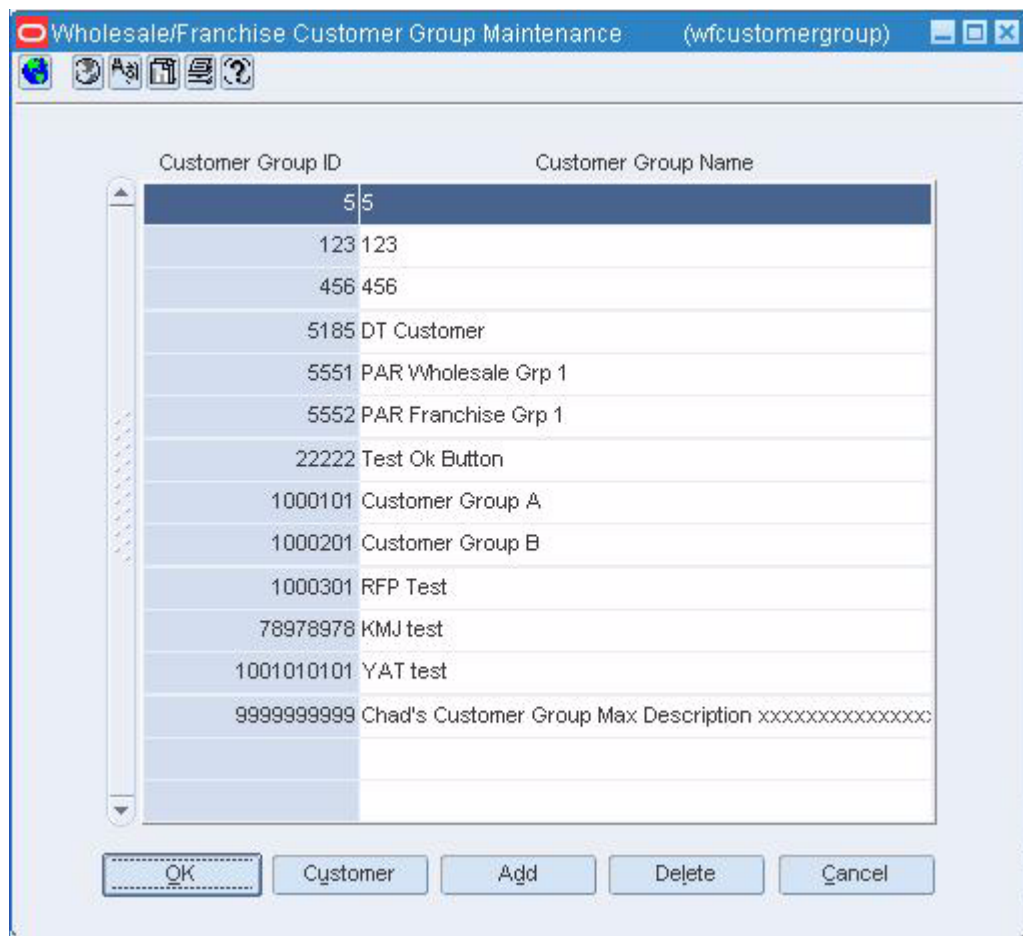 Wholesale/Franchise Customer Group Maintenance (wfcustomergroup)
Customer Group ID Customer Group Name
5 5
123 123
456 456
5185 DT Customer
5551 PAR Wholesale Grp 1
5552 PAR Franchise Grp 1
22222 Test Ok Button
1000101 Customer Group A
1000201 Customer Group B
1000301 RFP Test
78978978 KMJ test
1001010101 YAT test
9999999999 Chad's Customer Group Max Description xxxxxxxxxxxxxxx
OK Customer Add Delete Cancel